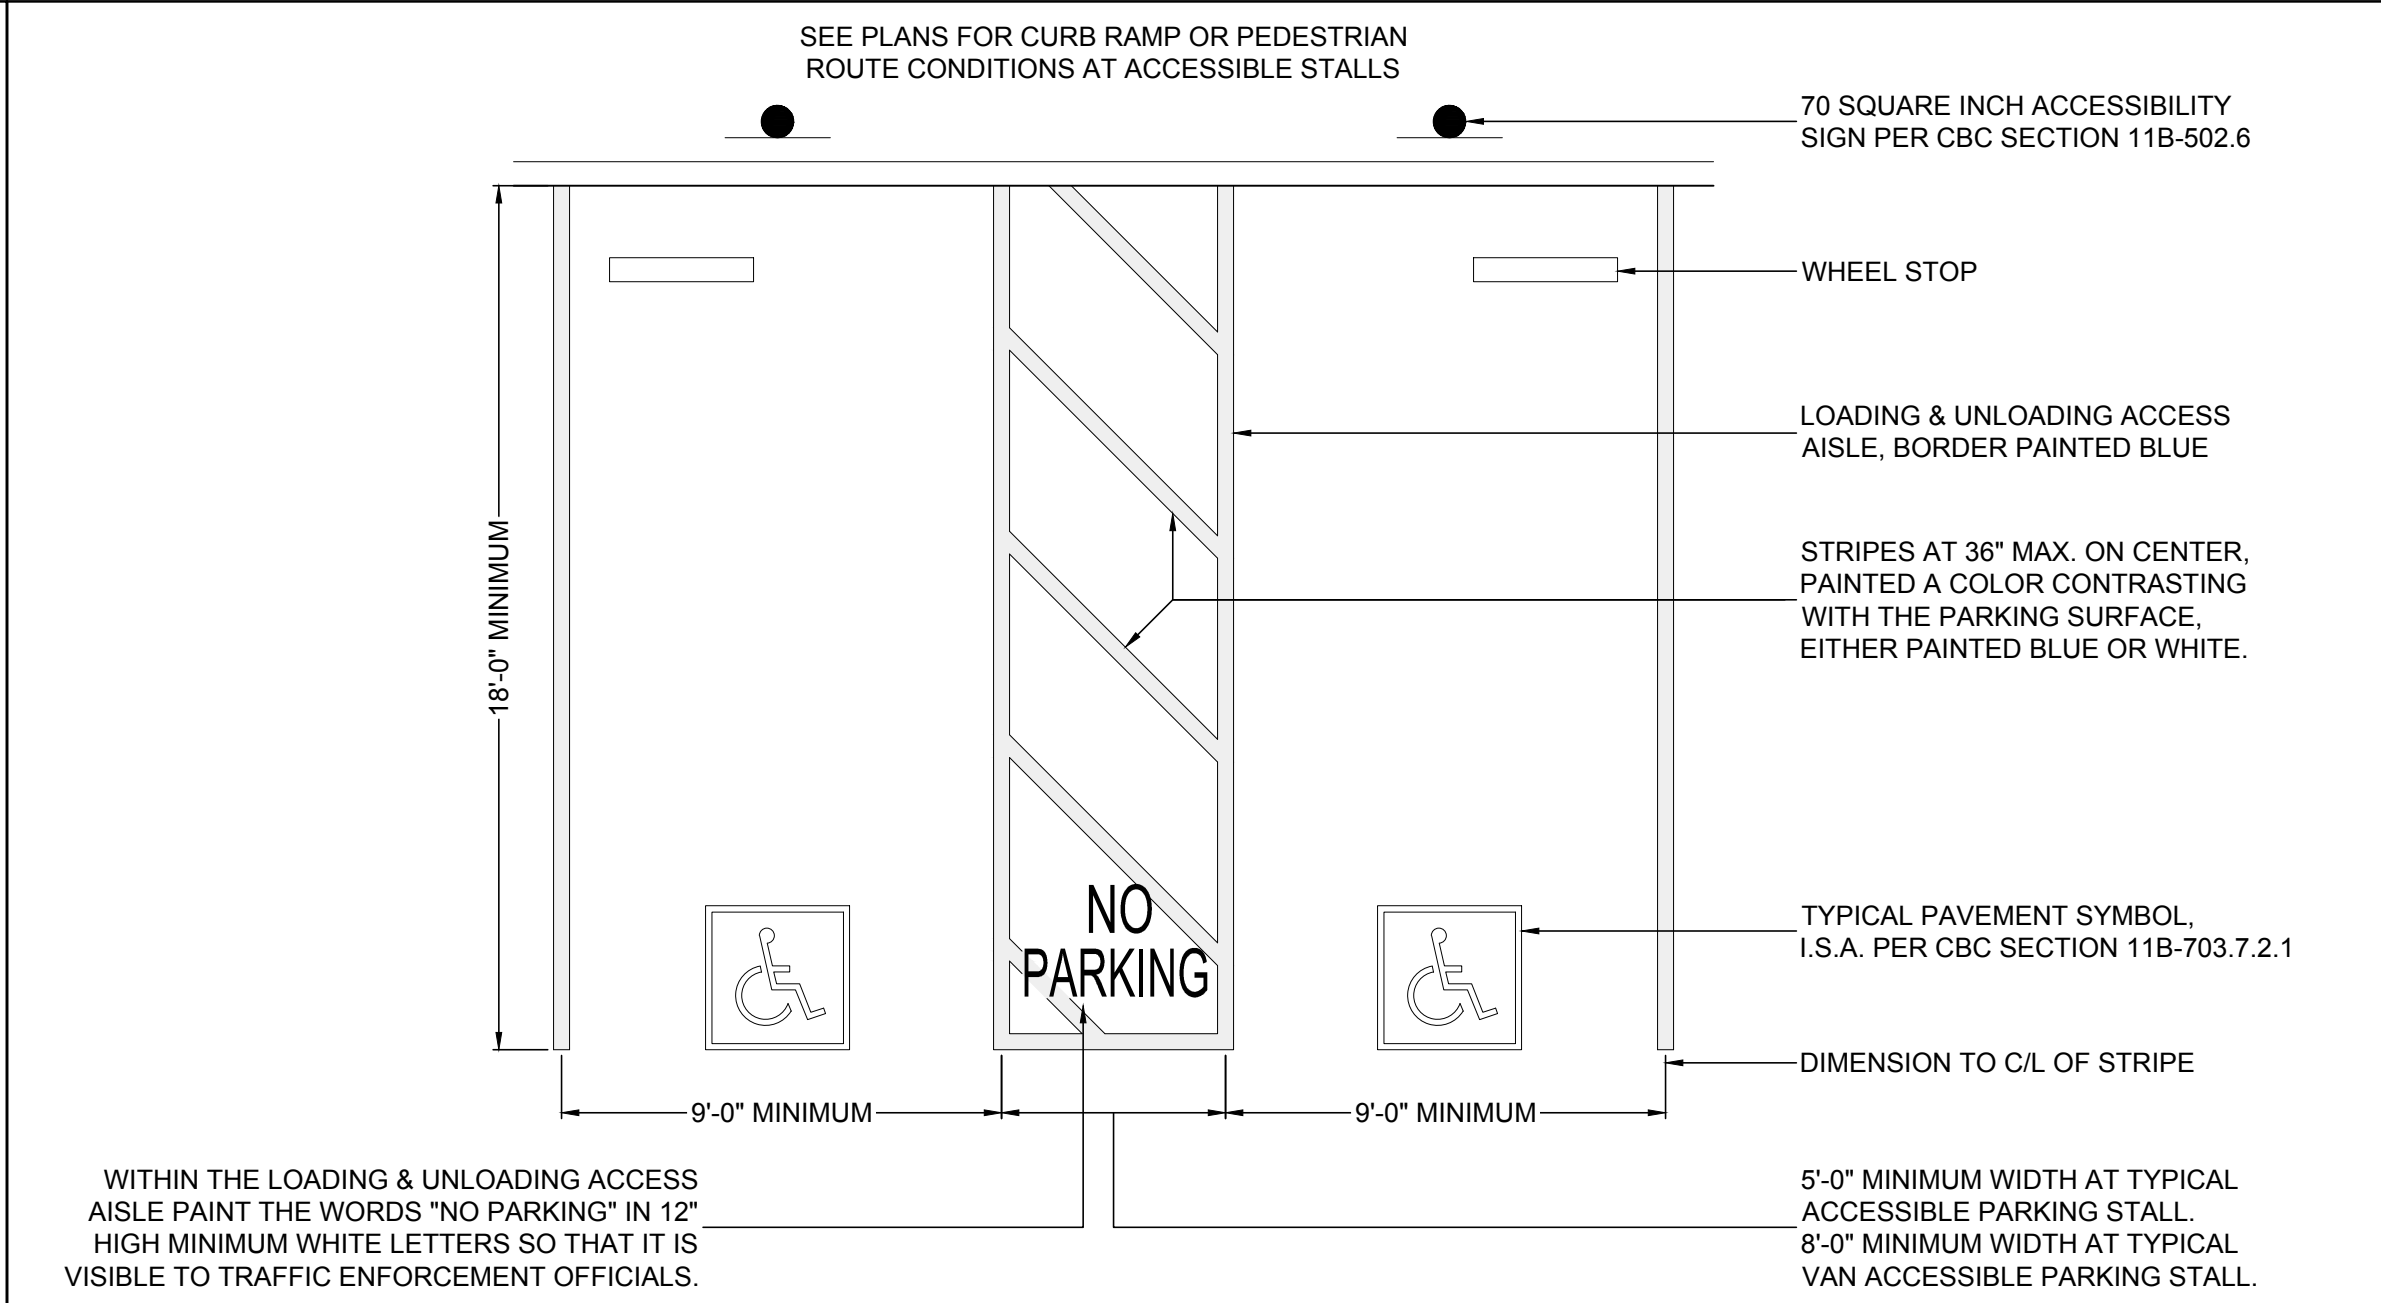 SEE PLANS FOR CURB RAMP OR PEDESTRIAN
ROUTE CONDITIONS AT ACCESSIBLE STALLS
70 SQUARE INCH ACCESSIBILITY
SIGN PER CBC SECTION 11B-502.6
WHEEL STOP
LOADING & UNLOADING ACCESS
AISLE, BORDER PAINTED BLUE
18'-0" MINIMUM
STRIPES AT 36" MAX. ON CENTER,
PAINTED A COLOR CONTRASTING
WITH THE PARKING SURFACE,
EITHER PAINTED BLUE OR WHITE.
NO
PARKING
TYPICAL PAVEMENT SYMBOL,
I.S.A. PER CBC SECTION 11B-703.7.2.1
DIMENSION TO C/L OF STRIPE
9'-0" MINIMUM
9'-0" MINIMUM
WITHIN THE LOADING & UNLOADING ACCESS
AISLE PAINT THE WORDS "NO PARKING" IN 12"
HIGH MINIMUM WHITE LETTERS SO THAT IT IS
VISIBLE TO TRAFFIC ENFORCEMENT OFFICIALS.
5'-0" MINIMUM WIDTH AT TYPICAL
ACCESSIBLE PARKING STALL.
8'-0" MINIMUM WIDTH AT TYPICAL
VAN ACCESSIBLE PARKING STALL.